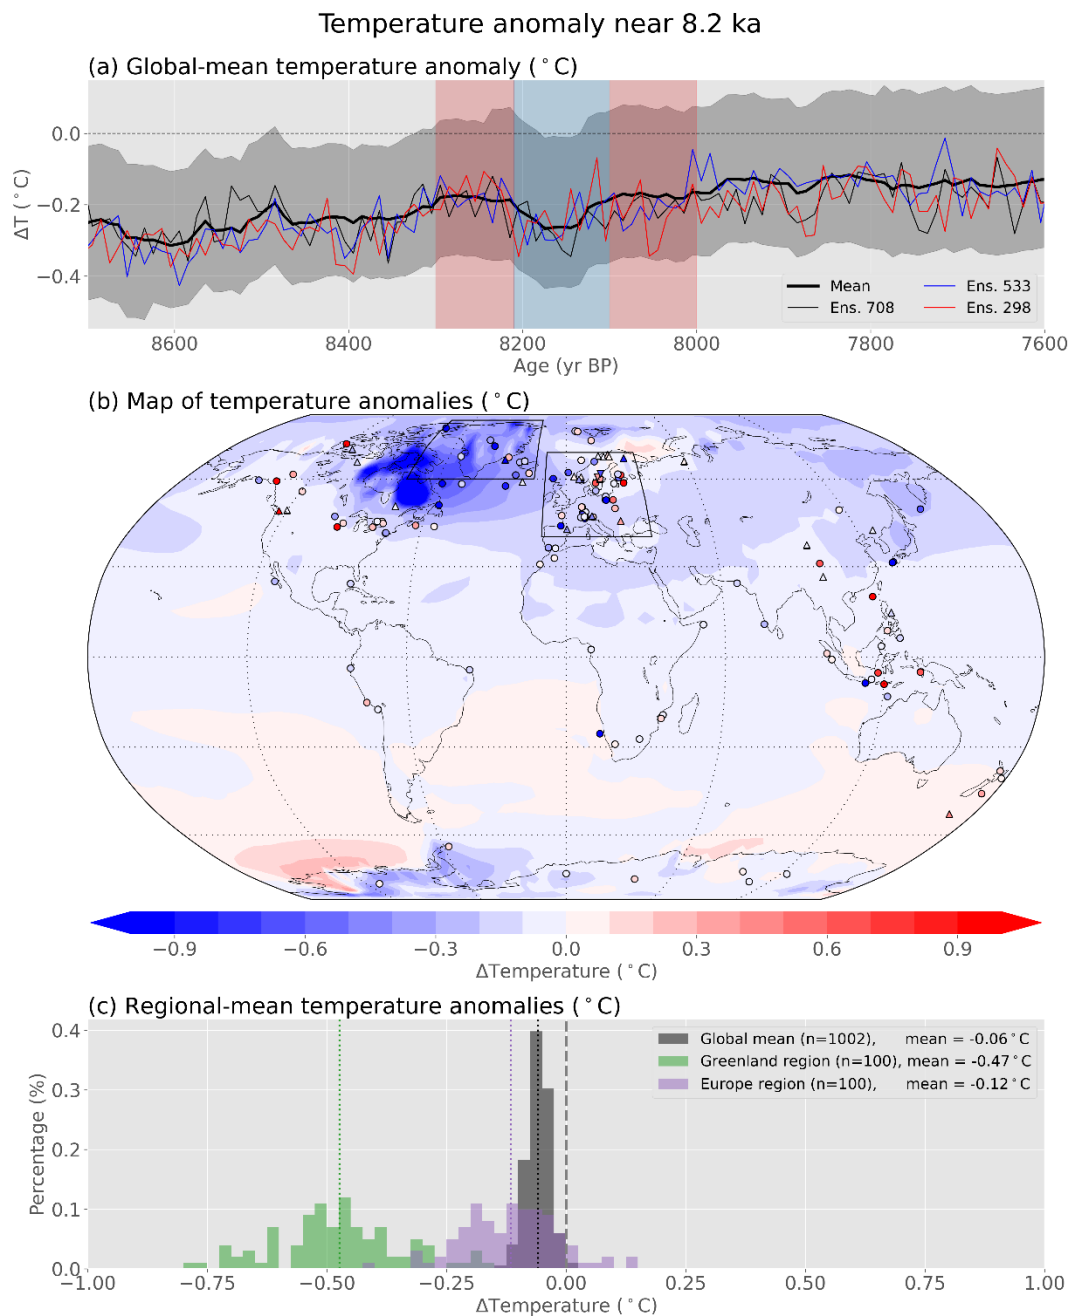 Temperature anomaly near 8.2 ka
(a) Global-mean temperature anomaly (°C)
0.0
−0.2
−0.4
ΔT (°C)
Mean
Ens. 708
Ens. 533
Ens. 298
8600 8400 8200 8000 7800 7600
Age (yr BP)
(b) Map of temperature anomalies (°C)
−0.9 −0.6 −0.3 0.0 0.3 0.6 0.9
ΔTemperature (°C)
(c) Regional-mean temperature anomalies (°C)
0.4
0.3
0.2
0.1
0.0
Percentage (%)
Global mean (n=1002), mean = -0.06°C
Greenland region (n=100), mean = -0.47°C
Europe region (n=100), mean = -0.12°C
−1.00 −0.75 −0.50 −0.25 0.00 0.25 0.50 0.75 1.00
ΔTemperature (°C)